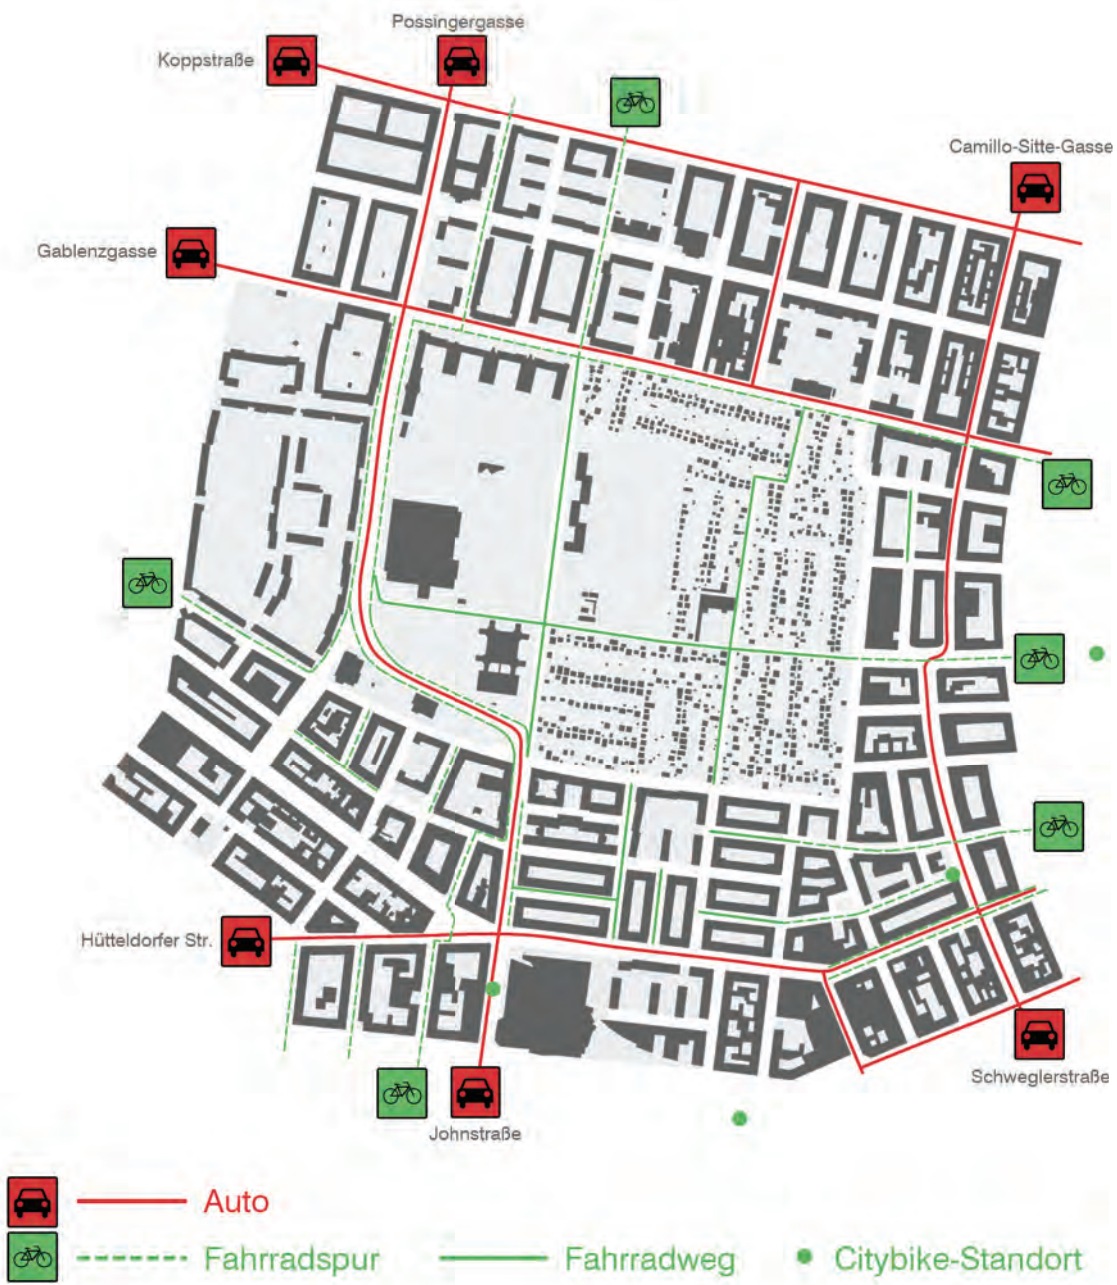 Possingergasse
Koppstraße
Camillo-Sitte-Gasse
Gablenzgasse
Hütteldorfer Str.
Schweglerstraße
Johnstraße
Auto
Fahrradspur
Fahrradweg
Citybike-Standort